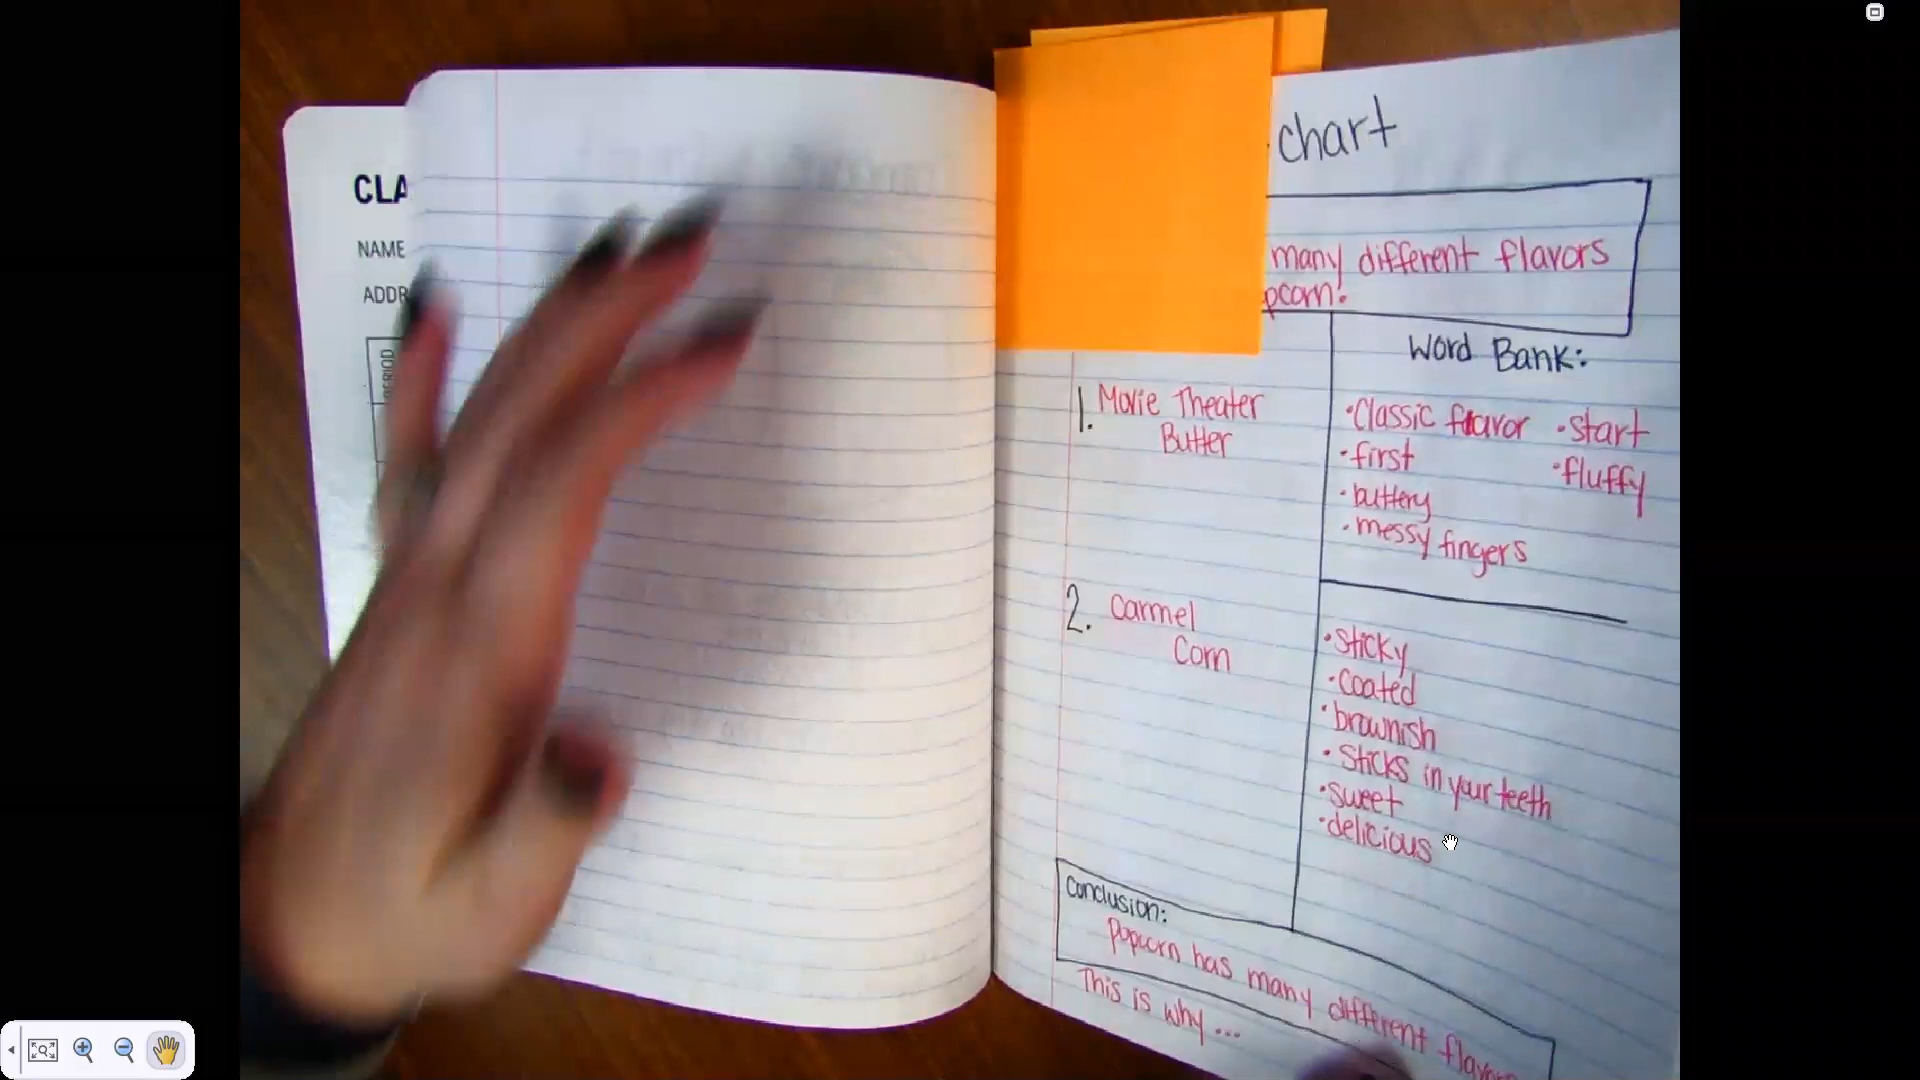 CLA
NAME
ADDR
PERIOD
chart
many different flavors
pcorn!
Word Bank:
1. Movie Theater
Butter
•Classic flavor •start
•first •fluffy
•buttery
•messy fingers
2. Carmel
Corn
•sticky
•coated
•brownish
•sticks in your teeth
•sweet
•delicious
Conclusion:
Popcorn has many different flavors
This is why...